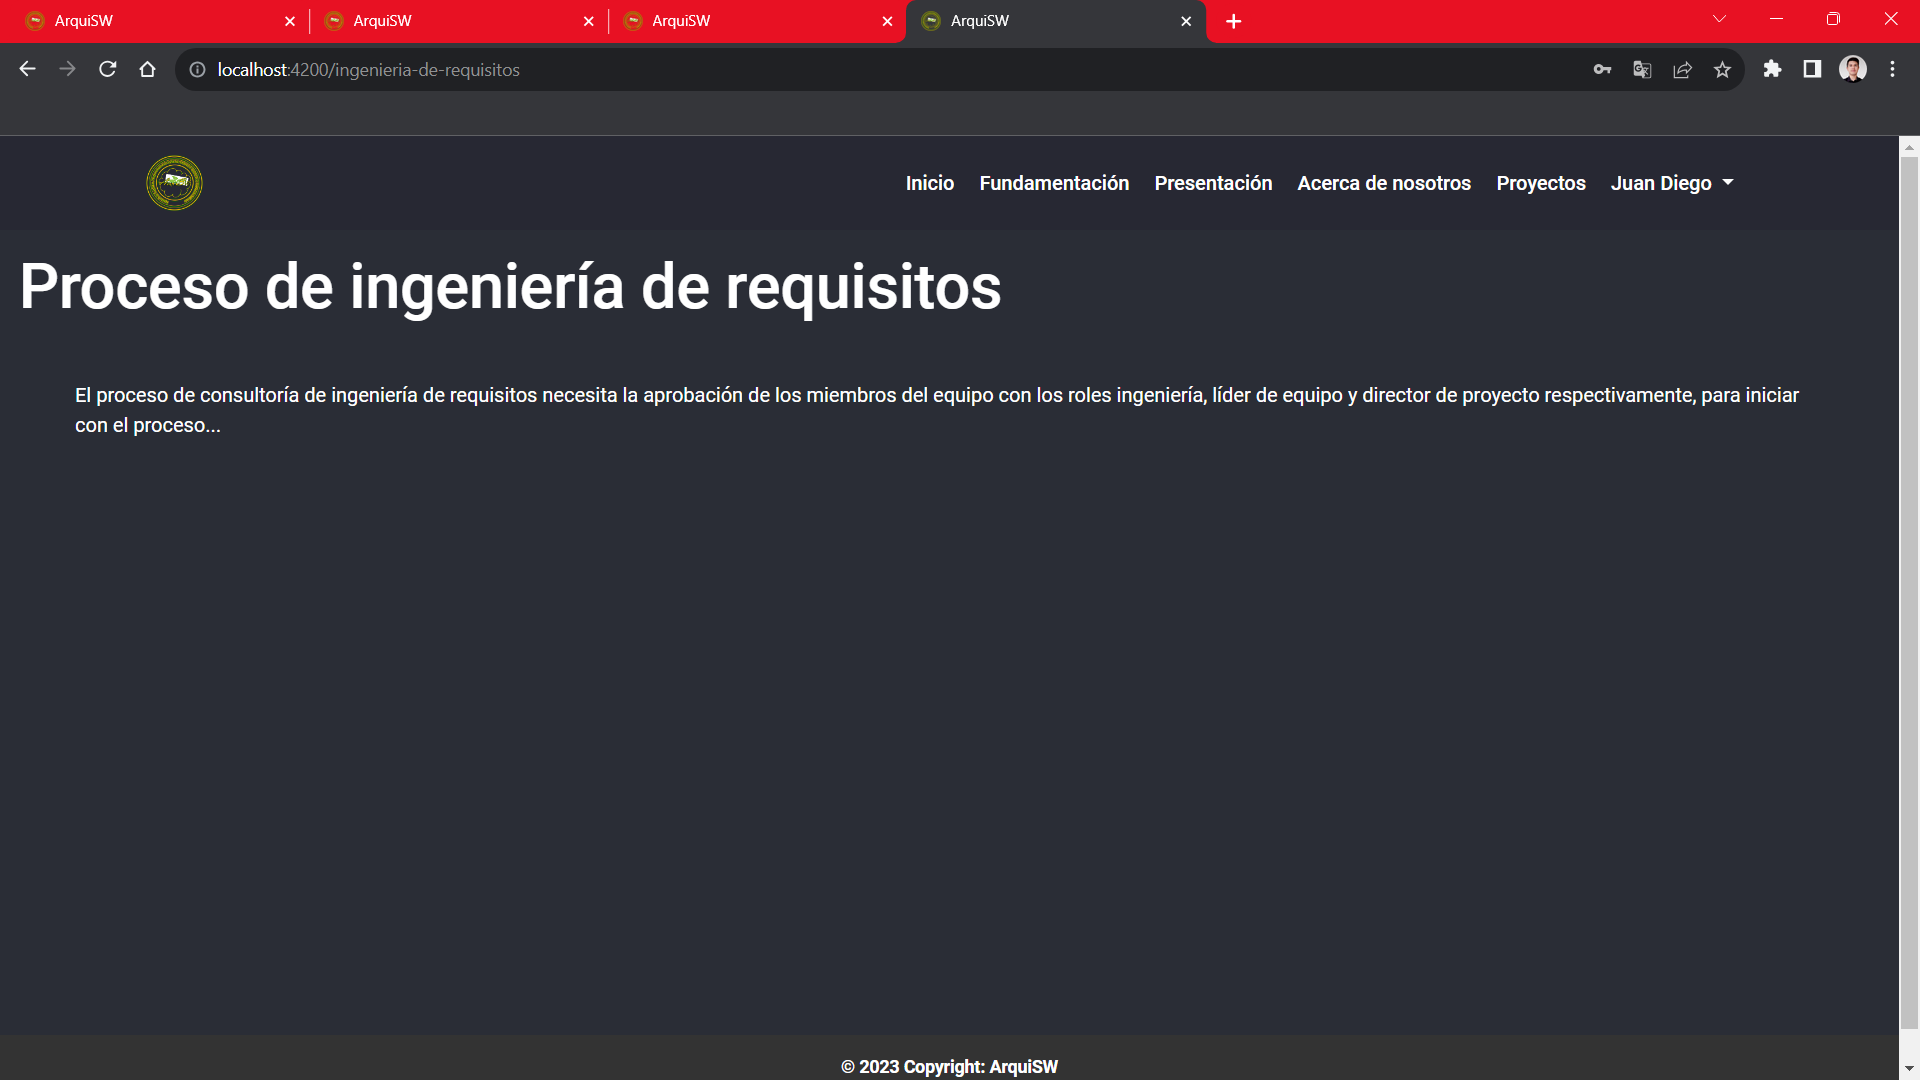 ArquiSW
ArquiSW
ArquiSW
ArquiSW
localhost:4200/ingenieria-de-requisitos
Inicio Fundamentación Presentación Acerca de nosotros Proyectos Juan Diego
Proceso de ingeniería de requisitos
El proceso de consultoría de ingeniería de requisitos necesita la aprobación de los miembros del equipo con los roles ingeniería, líder de equipo y director de proyecto respectivamente, para iniciar
con el proceso...
© 2023 Copyright: ArquiSW